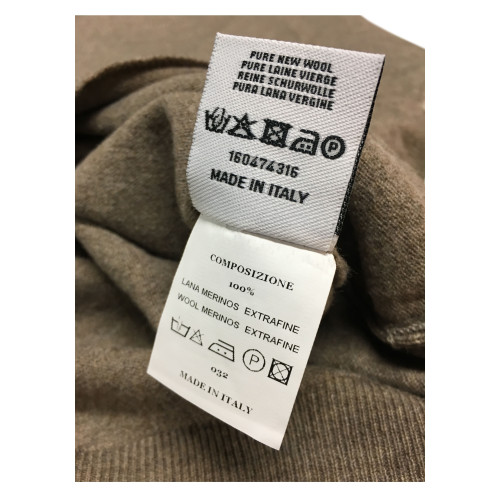 PURE NEW WOOL
PURE LAINE VIERGE
REINE SCHURWOLLE
PURA LANA VERGINE
P
160474316
MADE IN ITALY
COMPOSIZIONE
100%
LANA MERINOS EXTRAFINE
WOOL MERINOS EXTRAFINE
P
032
MADE IN ITALY